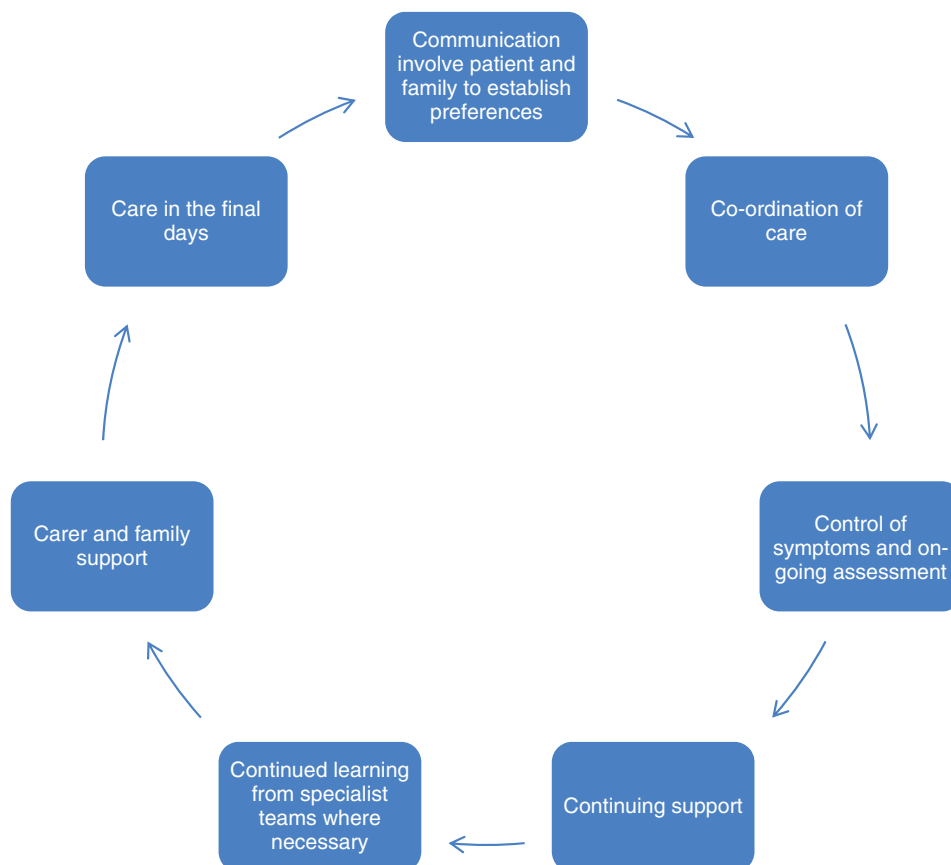 Communication
involve patient and
family to establish
preferences
Co-ordination of
care
Control of
symptoms and on-
going assessment
Continuing support
Continued learning
from specialist
teams where
necessary
Carer and family
support
Care in the final
days